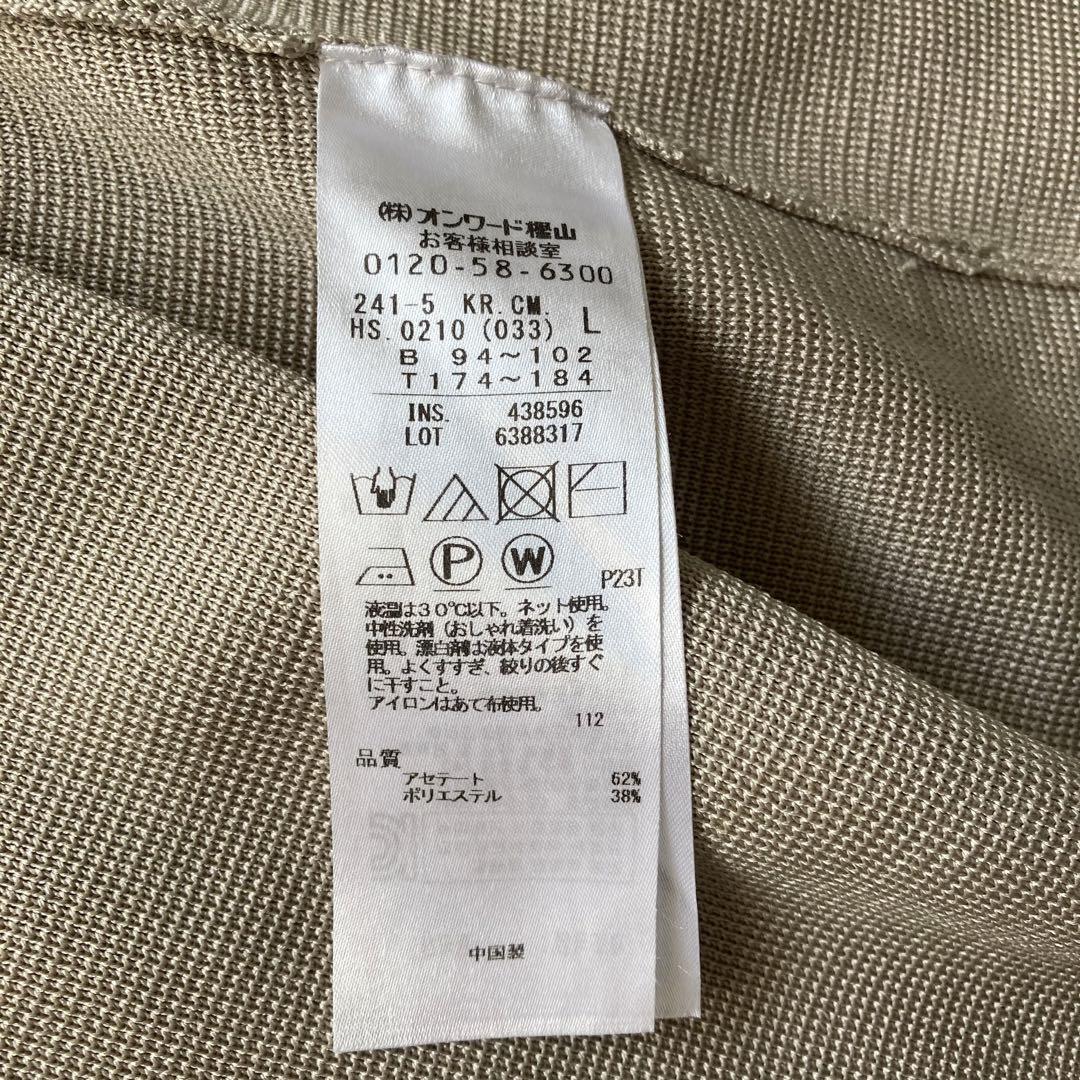 ㈱オンワード樫山
お客様相談室
0120-58-6300
241-5 KR.CM.
HS.0210(033) L
B 94〜102
T174〜184
INS. 438596
LOT 6388317
P W
P23T
液温は30℃以下。ネット使用。
中性洗剤(おしゃれ着洗い)を
使用。漂白剤は液体タイプを使
用。よくすすぎ、絞りの後すぐ
に干すこと。
アイロンはあて布使用。
112
品質
アセテート 62%
ポリエステル 38%
中国製